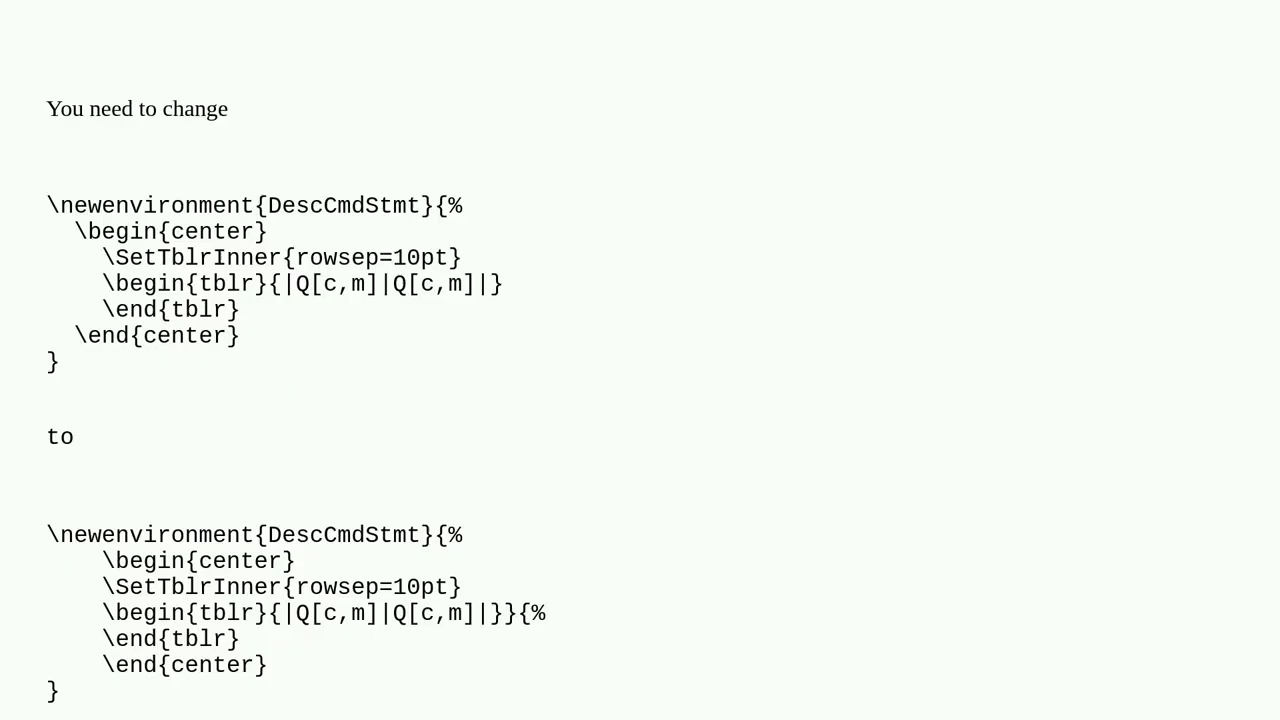 You need to change
\newenvironment{DescCmdStmt}{%
  \begin{center}
    \SetTblrInner{rowsep=10pt}
    \begin{tblr}{|Q[c,m]|Q[c,m]|}
    \end{tblr}
  \end{center}
}
to
\newenvironment{DescCmdStmt}{%
    \begin{center}
    \SetTblrInner{rowsep=10pt}
    \begin{tblr}{|Q[c,m]|Q[c,m]|}}{%
    \end{tblr}
    \end{center}
}